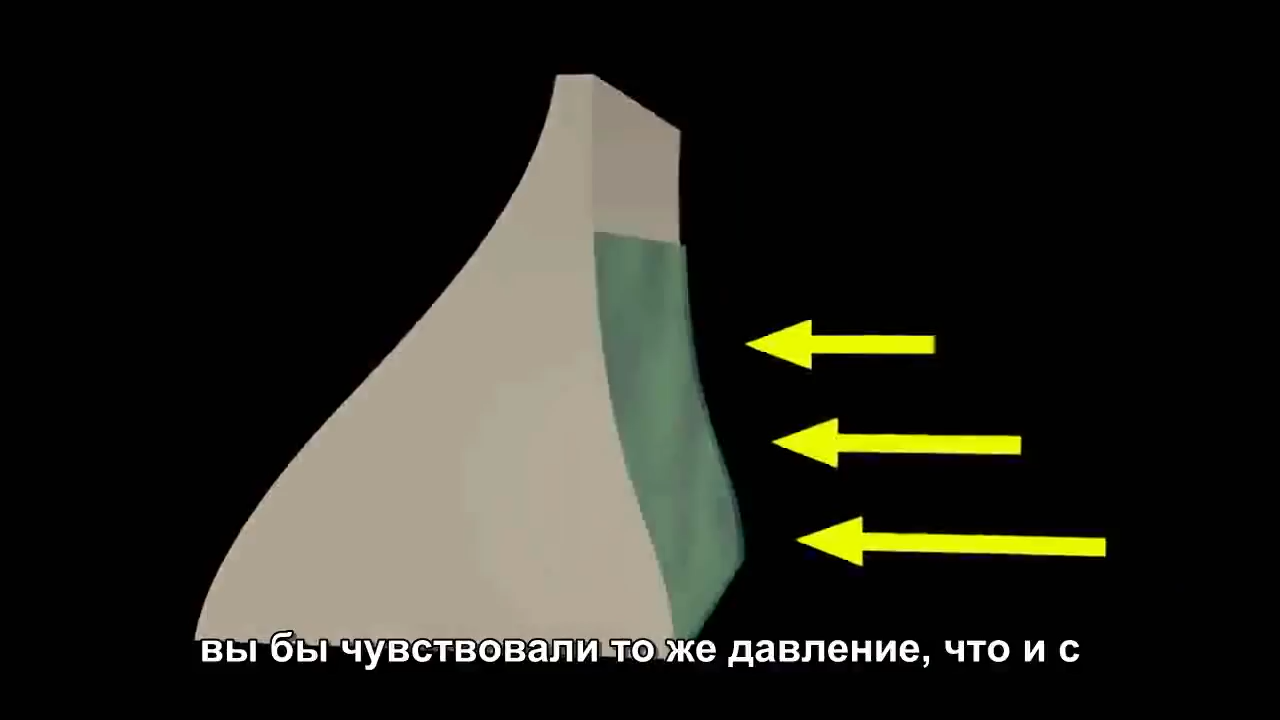 вы бы чувствовали то же давление, что и с